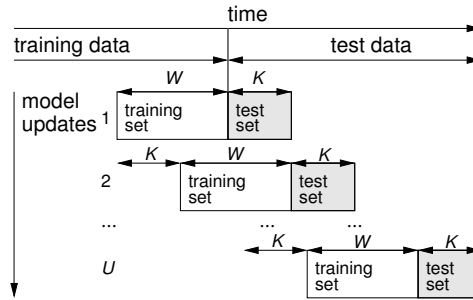 time
training data
test data
W
K
model
updates
1
training
set
test
set
K
W
K
2
training
set
test
set
...
...
...
K
W
K
U
training
set
test
set